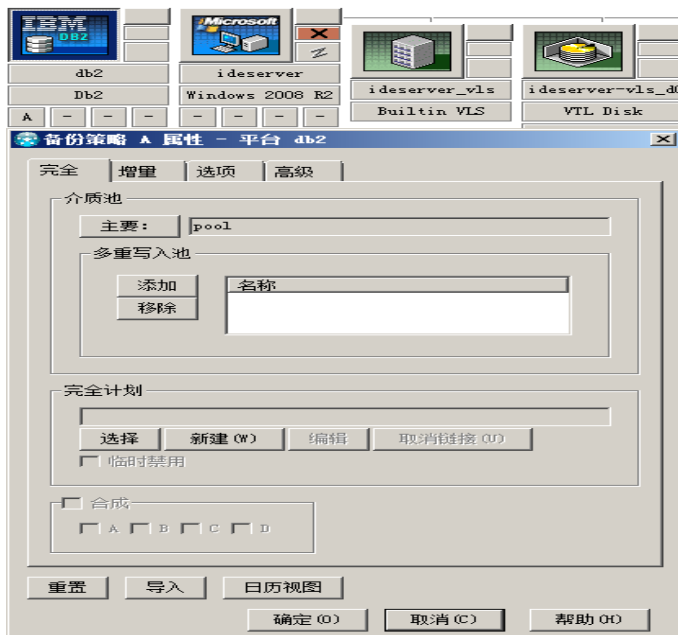 IBM
DB2
Microsoft
db2
ideserver
ideserver_vls
Db2
Windows 2008 R2
Builtin VLS
VTL Disk
A - - - - - - -
备份策略 A 属性 - 平台 db2
完全 增量 选项 高级
介质池
主要: pool
多重写入池
添加 名称
移除
完全计划
选择 新建(W) 编辑 取消链接(U)
临时禁用
合成
A B C D
重置 导入 日历视图
确定(O) 取消(C) 帮助(H)